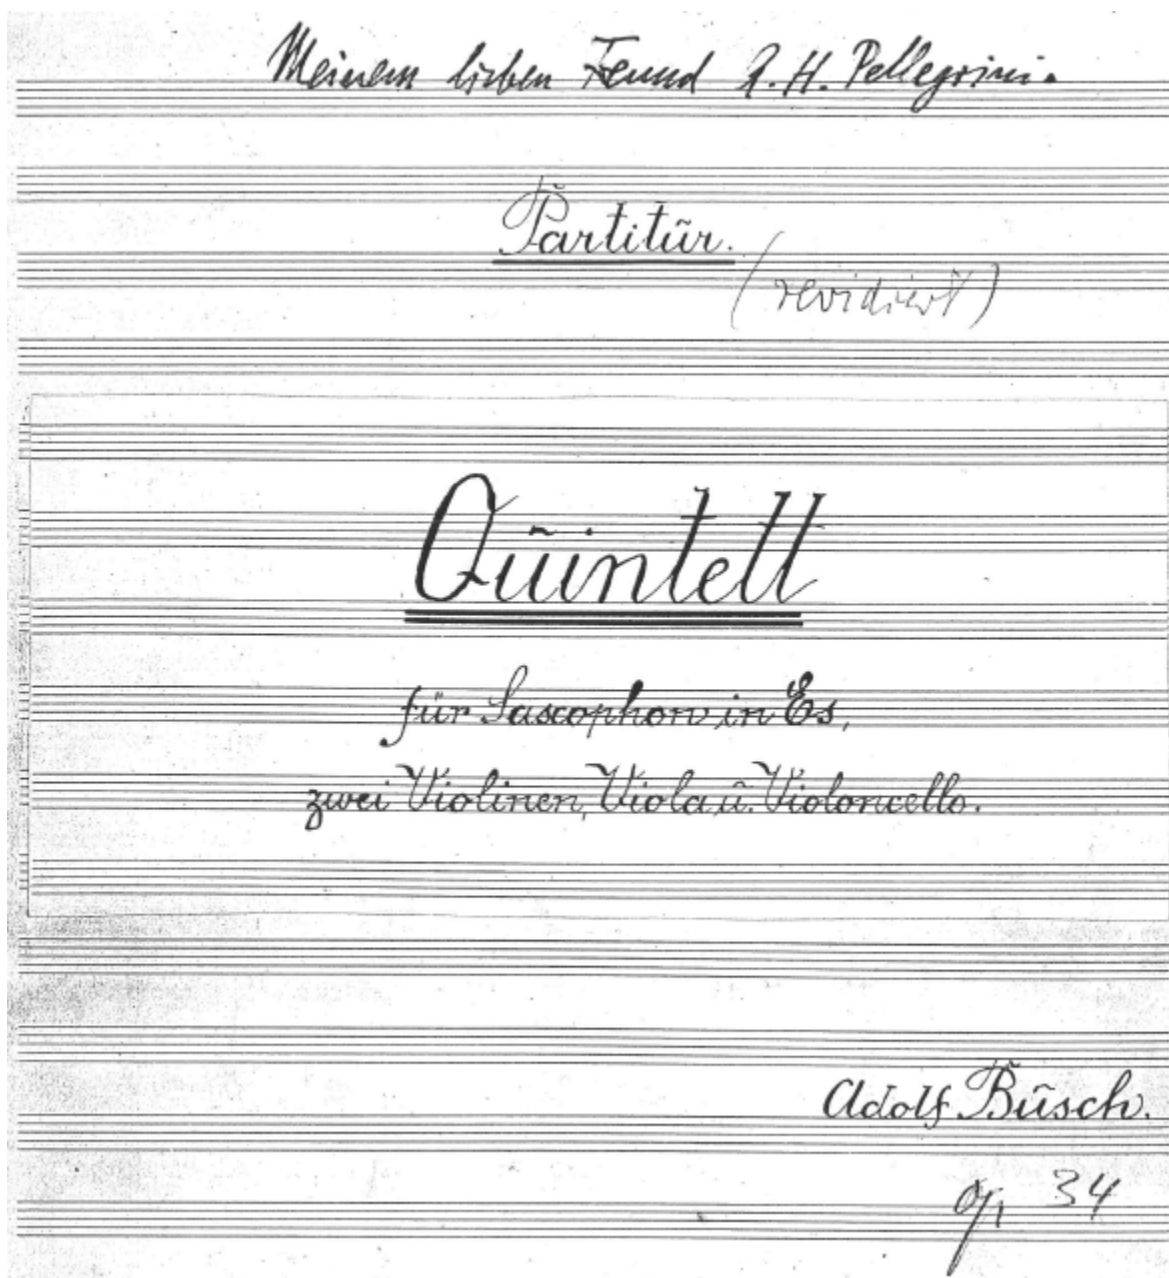 Meinem lieben Freund A. H. Pellegrini.
Partitur.
(revidiert)
Quintett
für Saxophon in Es,
zwei Violinen, Viola, u. Violoncello.
Adolf Busch.
op. 34